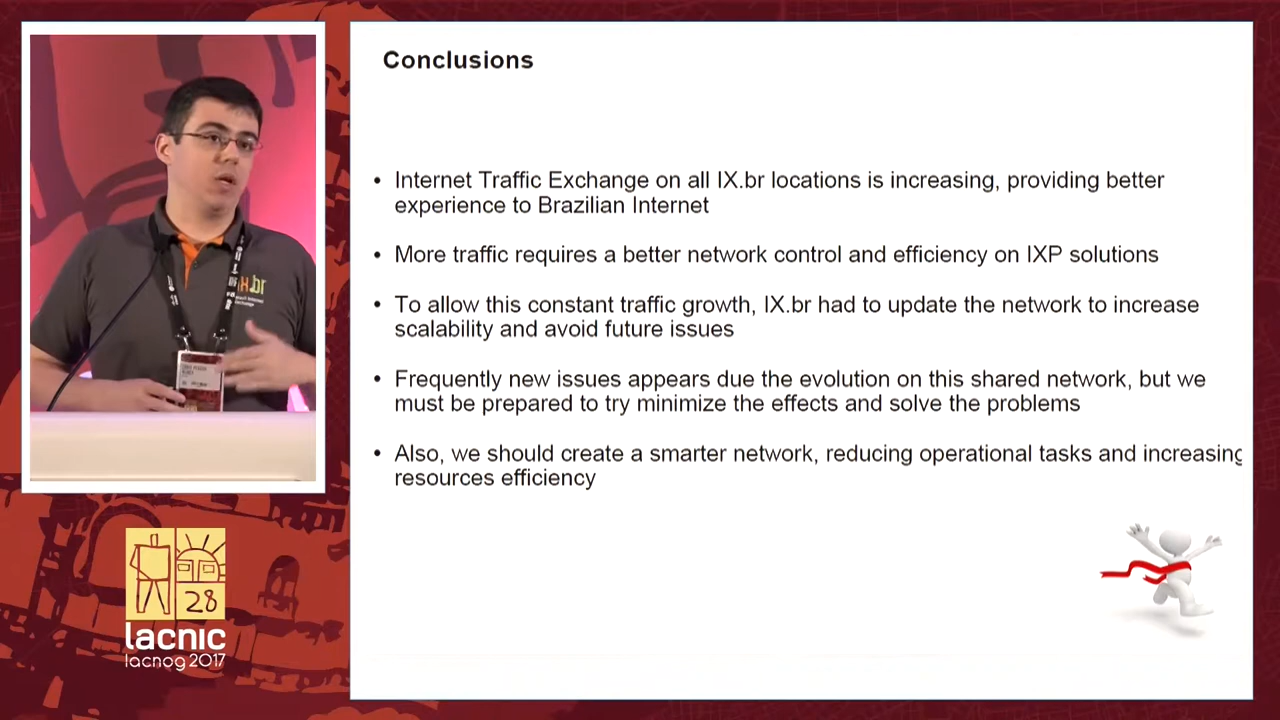 Conclusions
• Internet Traffic Exchange on all IX.br locations is increasing, providing better
experience to Brazilian Internet
• More traffic requires a better network control and efficiency on IXP solutions
• To allow this constant traffic growth, IX.br had to update the network to increase
scalability and avoid future issues
• Frequently new issues appears due the evolution on this shared network, but we
must be prepared to try minimize the effects and solve the problems
• Also, we should create a smarter network, reducing operational tasks and increasing
resources efficiency
ix.br
28
lacnic
lacnog 2017